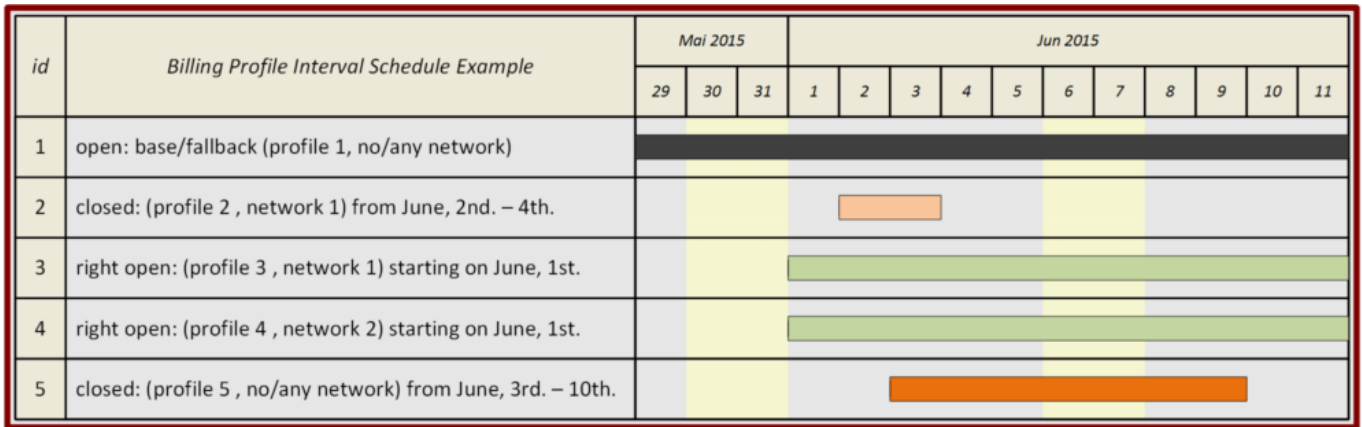 id Billing Profile Interval Schedule Example Mai 2015 Jun 2015
29 30 31 1 2 3 4 5 6 7 8 9 10 11
1 open: base/fallback (profile 1, no/any network)
2 closed: (profile 2 , network 1) from June, 2nd. – 4th.
3 right open: (profile 3 , network 1) starting on June, 1st.
4 right open: (profile 4 , network 2) starting on June, 1st.
5 closed: (profile 5 , no/any network) from June, 3rd. – 10th.